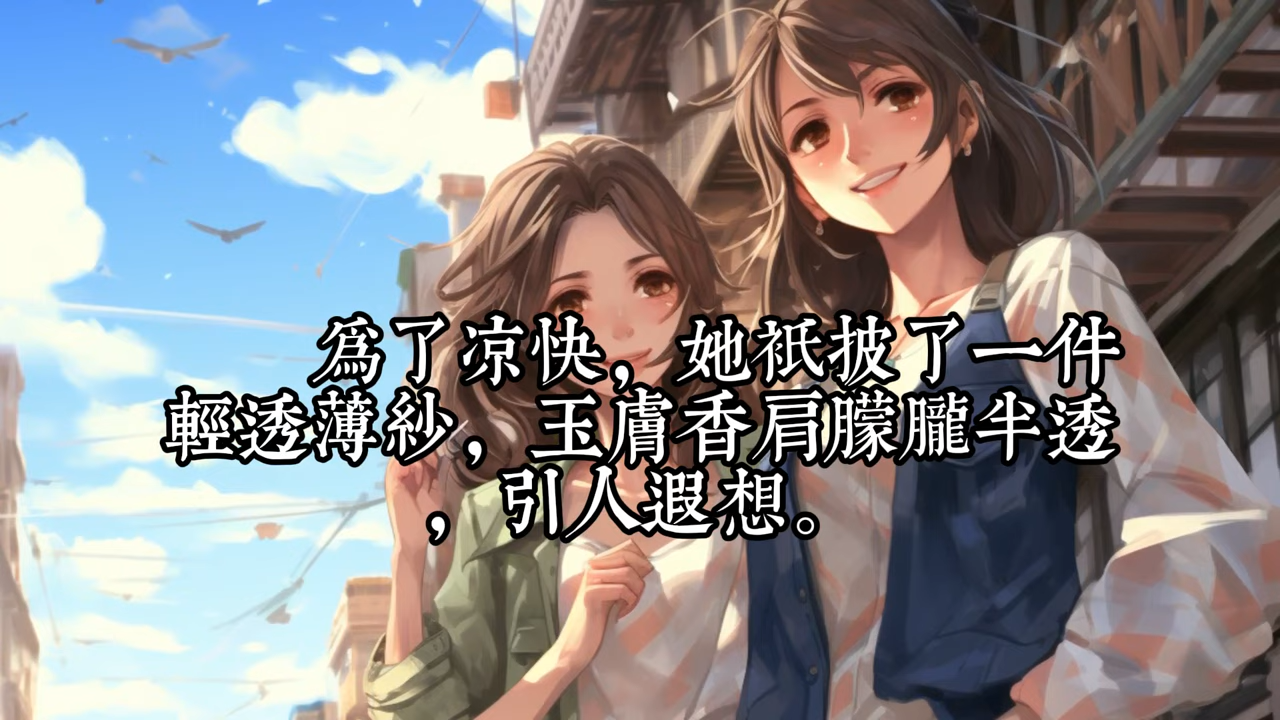 爲了凉快，她祇披了一件
輕透薄紗，玉膚香肩朦朧半透
，引人遐想。